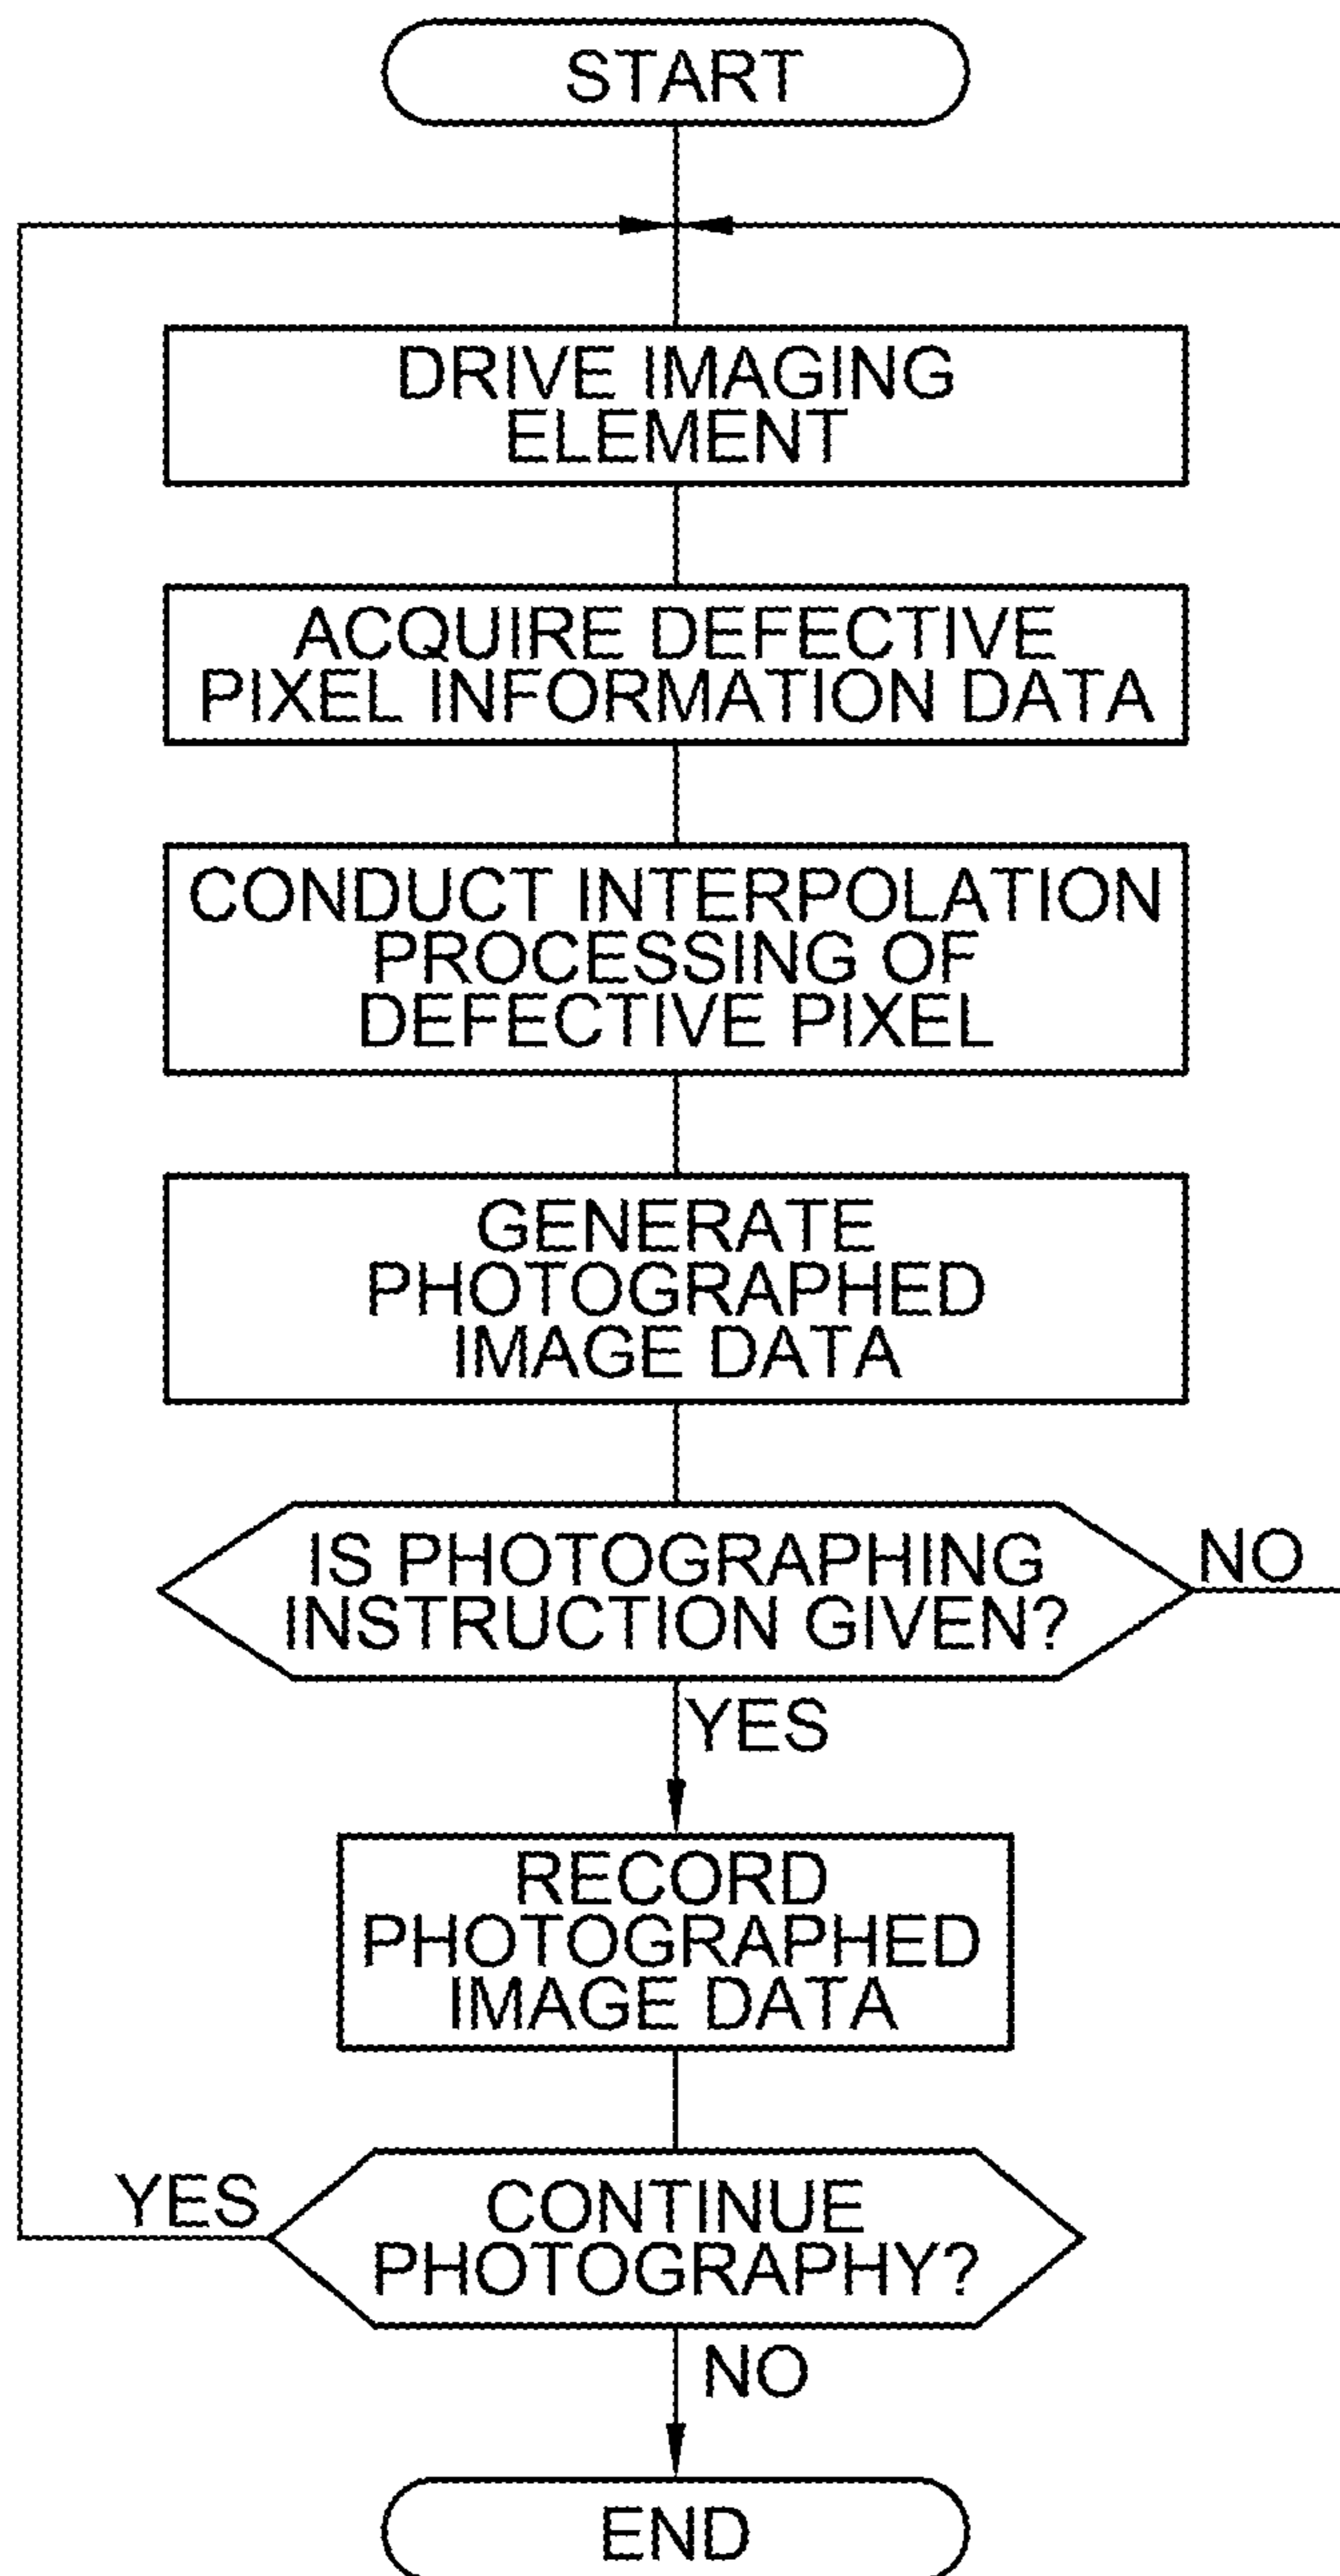 START
DRIVE IMAGING
ELEMENT
ACQUIRE DEFECTIVE
PIXEL INFORMATION DATA
CONDUCT INTERPOLATION
PROCESSING OF
DEFECTIVE PIXEL
GENERATE
PHOTOGRAPHED
IMAGE DATA
IS PHOTOGRAPHING
INSTRUCTION GIVEN?
NO
YES
RECORD
PHOTOGRAPHED
IMAGE DATA
YES
CONTINUE
PHOTOGRAPHY?
NO
END